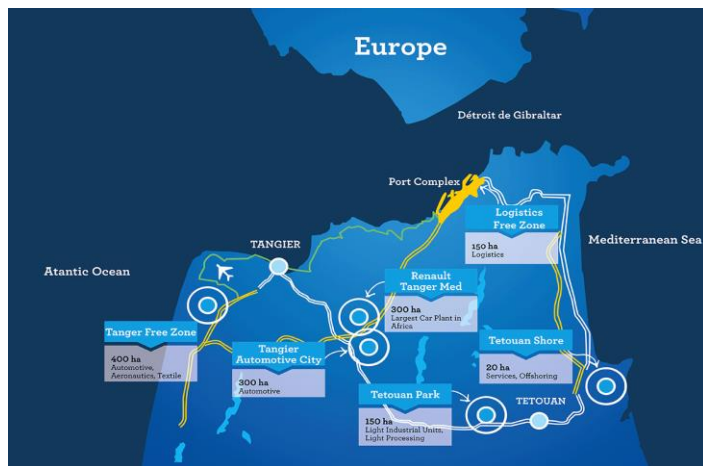 Europe
Détroit de Gibraltar
Port Complex
Logistics
Free Zone
150 ha
Logistics
Mediterranean Sea
TANGIER
Atantic Ocean
Renault
Tanger Med
300 ha
Largest Car Plant in
Africs
Tanger Free Zone
400 ha
Automotive,
Aeronautics, Textile
Tangier
Automotive City
300 ha
Automotive
Tetouan Shore
20 ha
Services, Offshoring
Tetouan Park
150 ha
Light Industrial Units,
Light Processing
TETOUAN